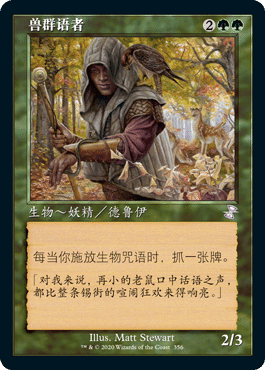 兽群语者 2
生物～妖精／德鲁伊
每当你施放生物咒语时，抓一张牌。
「对我来说，再小的老鼠口中话语之声，
都比整条锡街的喧闹狂欢来得响亮。」
Illus. Matt Stewart
™ & © 2020 Wizards of the Coast 356
2/3